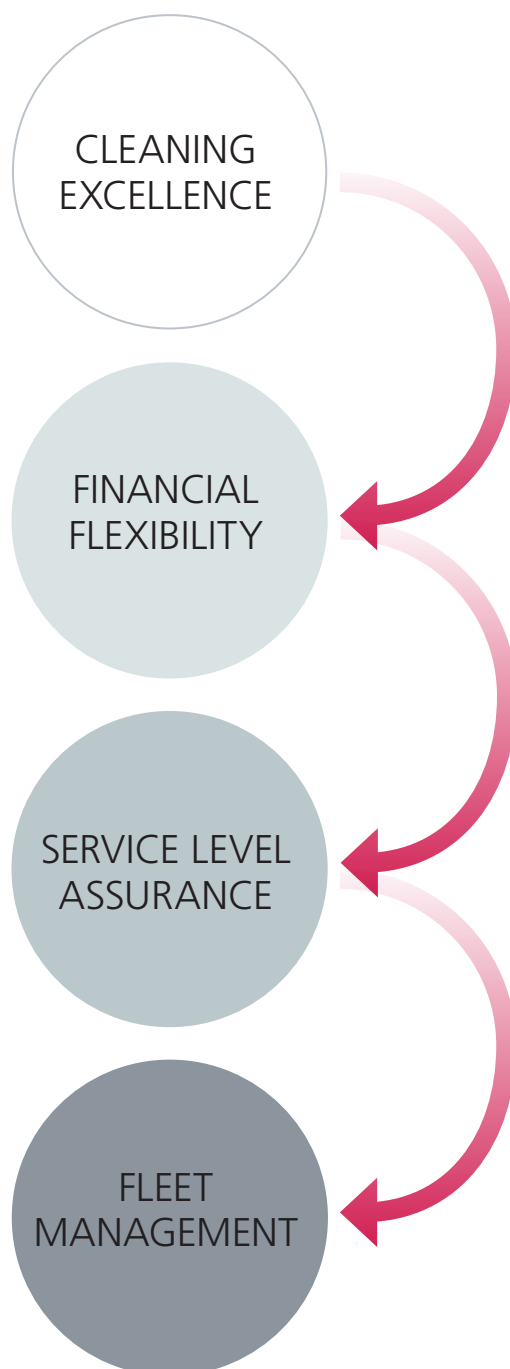 CLEANING
EXCELLENCE
FINANCIAL
FLEXIBILITY
SERVICE LEVEL
ASSURANCE
FLEET
MANAGEMENT